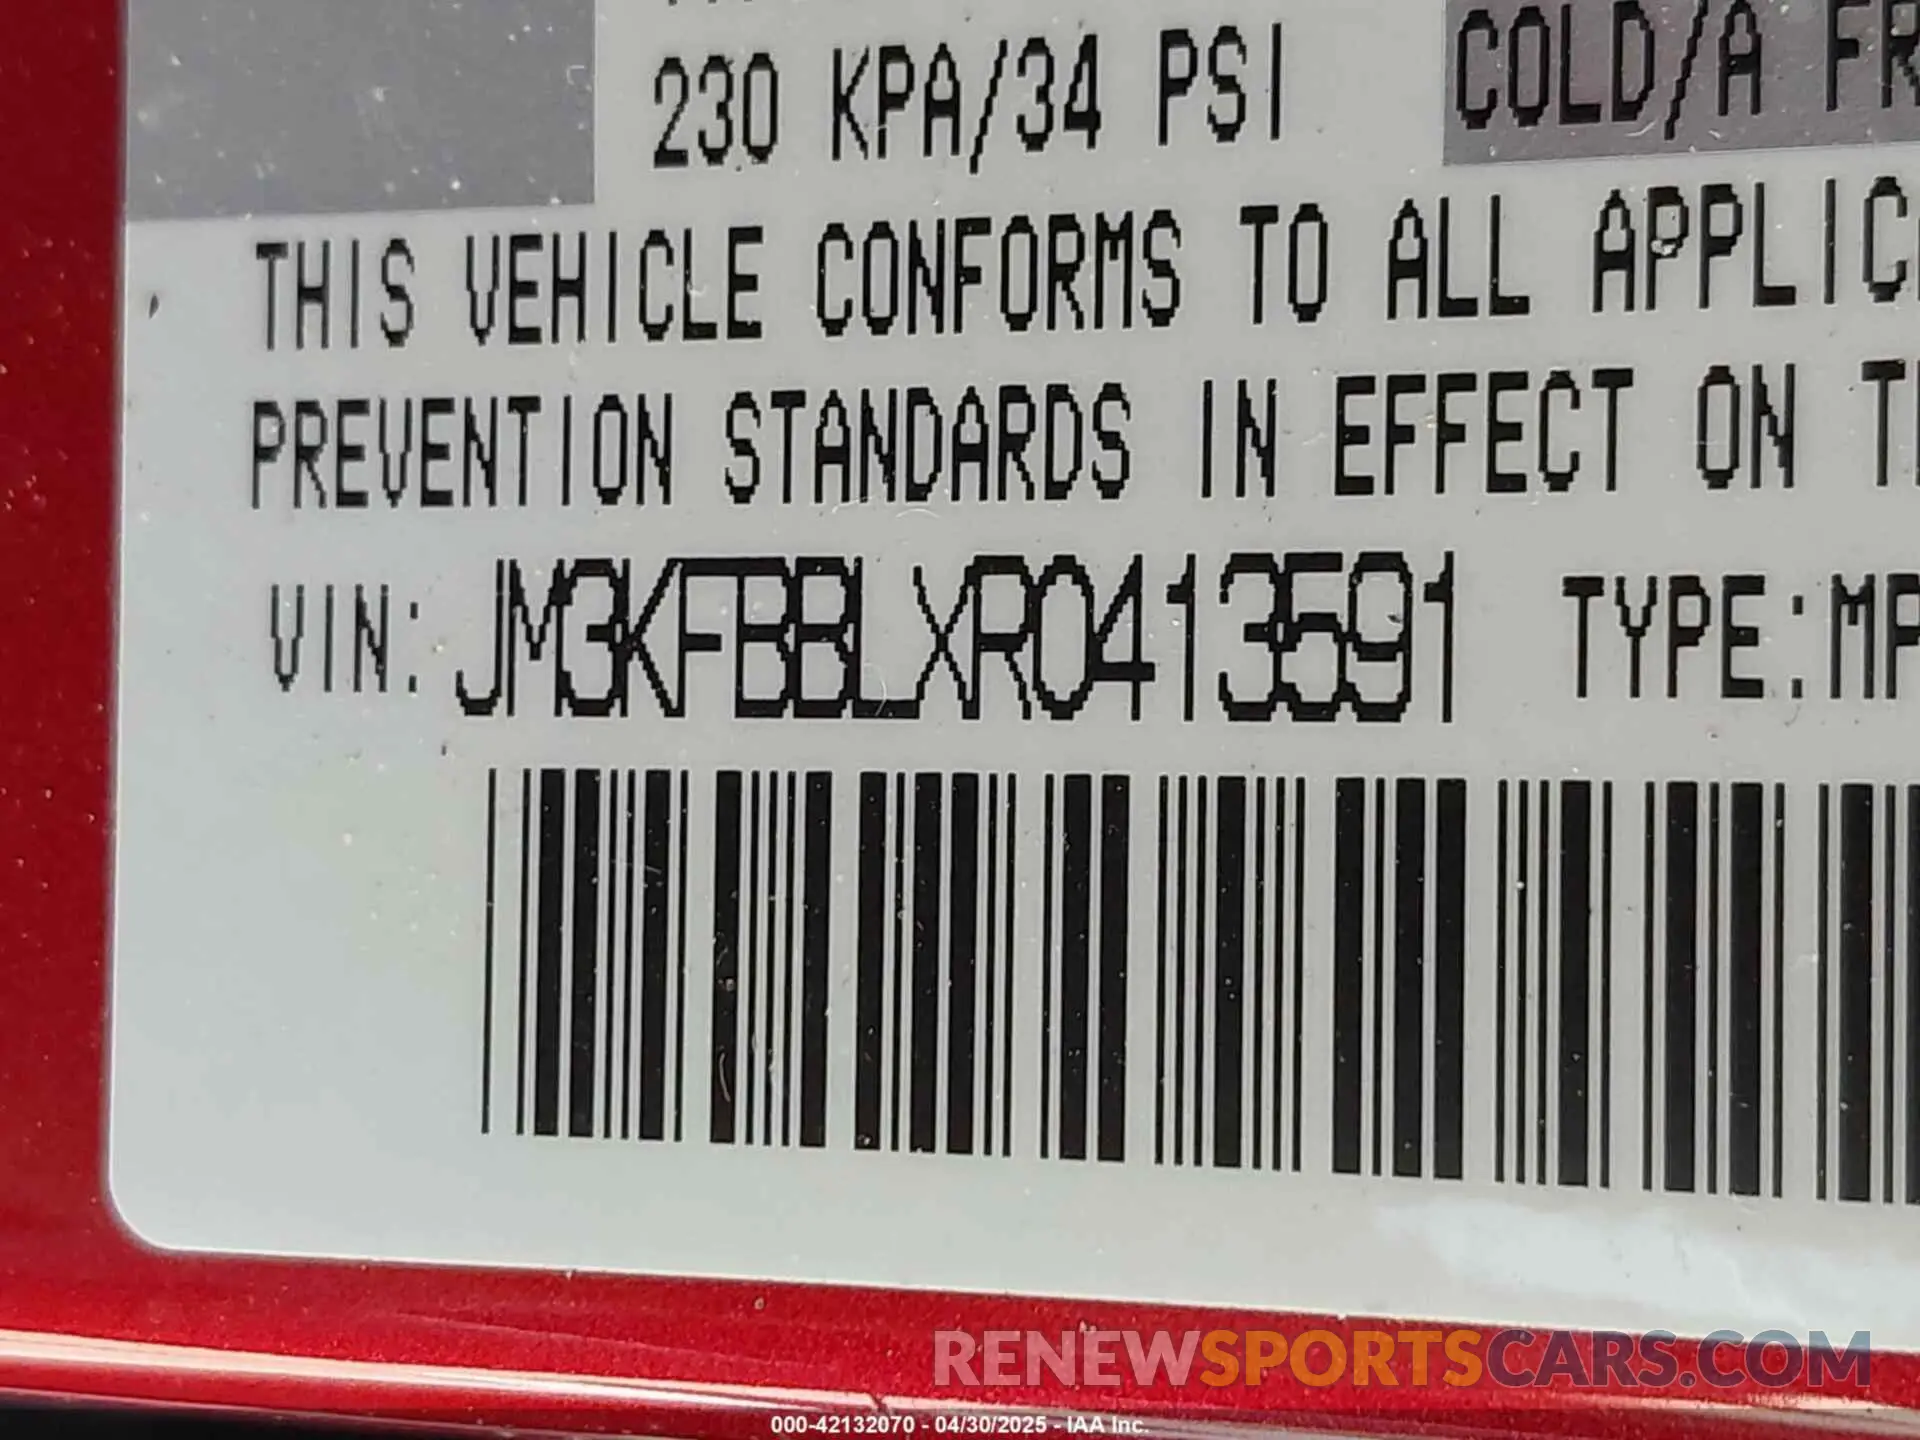 230 KPA/34 PSI COLD/A FR
THIS VEHICLE CONFORMS TO ALL APPLIC
PREVENTION STANDARDS IN EFFECT ON T
VIN: JM3KFBBLXR0413591 TYPE:MP
RENEWSPORTSCARS.COM
000-42132070 - 04/30/2025 - IAA Inc.